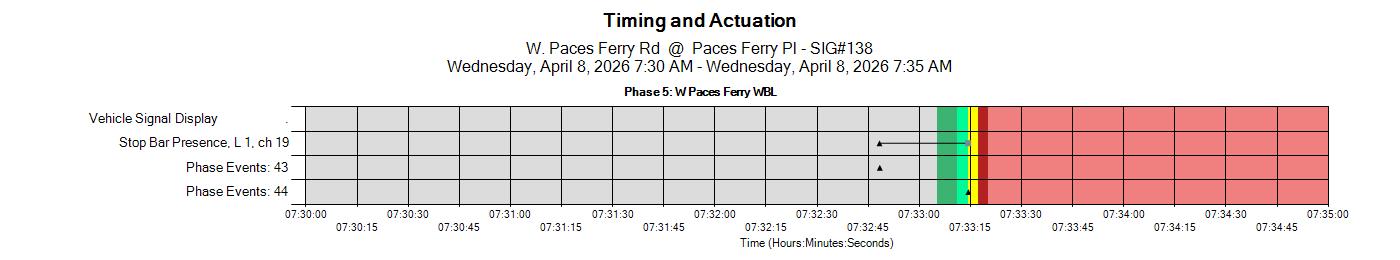 Timing and Actuation
W. Paces Ferry Rd @ Paces Ferry Pl - SIG#138
Wednesday, April 8, 2026 7:30 AM - Wednesday, April 8, 2026 7:35 AM
Phase 5: W Paces Ferry WBL
Vehicle Signal Display .
Stop Bar Presence, L 1, ch 19
Phase Events: 43
Phase Events: 44
07:30:00 07:30:30 07:31:00 07:31:30 07:32:00 07:32:30 07:33:00 07:33:30 07:34:00 07:34:30 07:35:00
07:30:15 07:30:45 07:31:15 07:31:45 07:32:15 07:32:45 07:33:15 07:33:45 07:34:15 07:34:45
Time (Hours:Minutes:Seconds)